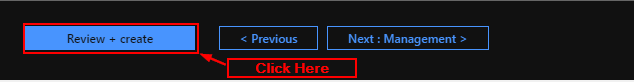 Review + create
< Previous
Next : Management >
Click Here